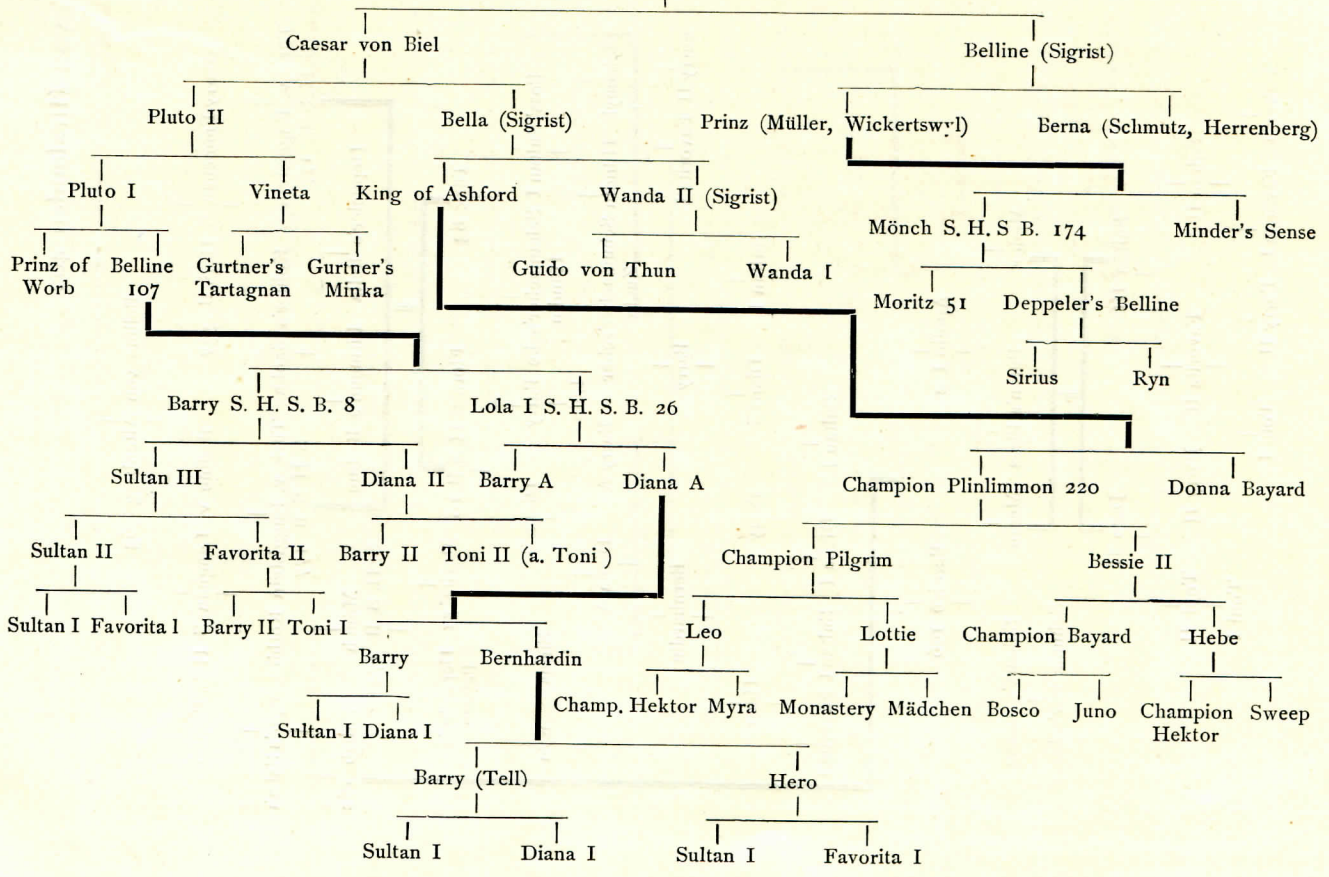 Caesar von Biel Belline (Sigrist)
Pluto II Bella (Sigrist) Prinz (Müller, Wickertswyl) Berna (Schmutz, Herrenberg)
Pluto I Vineta King of Ashford Wanda II (Sigrist)
Mönch S. H. S B. 174 Minder's Sense
Prinz of Worb
Belline 107
Gurtner's Tartagnan
Gurtner's Minka
Guido von Thun Wanda I
Moritz 51 Deppeler's Belline
Sirius Ryn
Barry S. H. S. B. 8 Lola I S. H. S. B. 26
Sultan III Diana II Barry A Diana A Champion Plinlimmon 220 Donna Bayard
Sultan II Favorita II Barry II Toni II (a. Toni ) Champion Pilgrim Bessie II
Sultan I Favorita I Barry II Toni I
Leo Lottie Champion Bayard Hebe
Barry Bernhardin
Champ. Hektor Myra Monastery Mädchen Bosco Juno Champion Hektor Sweep
Sultan I Diana I
Barry (Tell) Hero
Sultan I Diana I Sultan I Favorita I